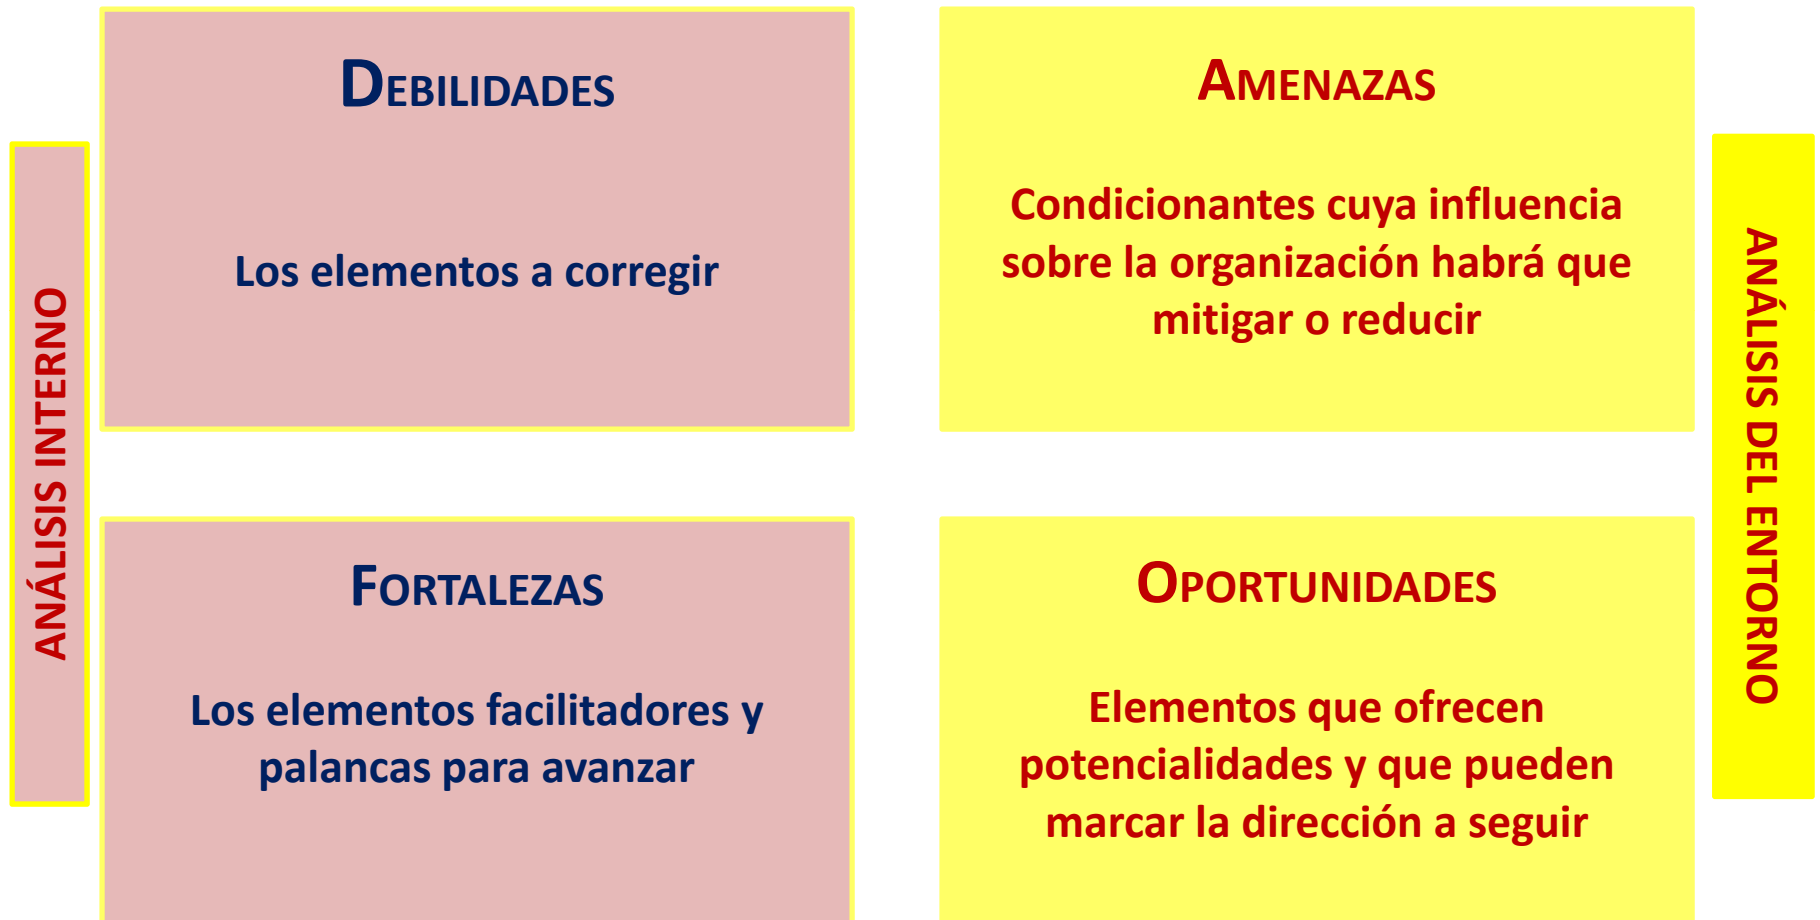 ANÁLISIS INTERNO
DEBILIDADES
Los elementos a corregir
AMENAZAS
Condicionantes cuya influencia
sobre la organización habrá que
mitigar o reducir
FORTALEZAS
Los elementos facilitadores y
palancas para avanzar
OPORTUNIDADES
Elementos que ofrecen
potencialidades y que pueden
marcar la dirección a seguir
ANÁLISIS DEL ENTORNO